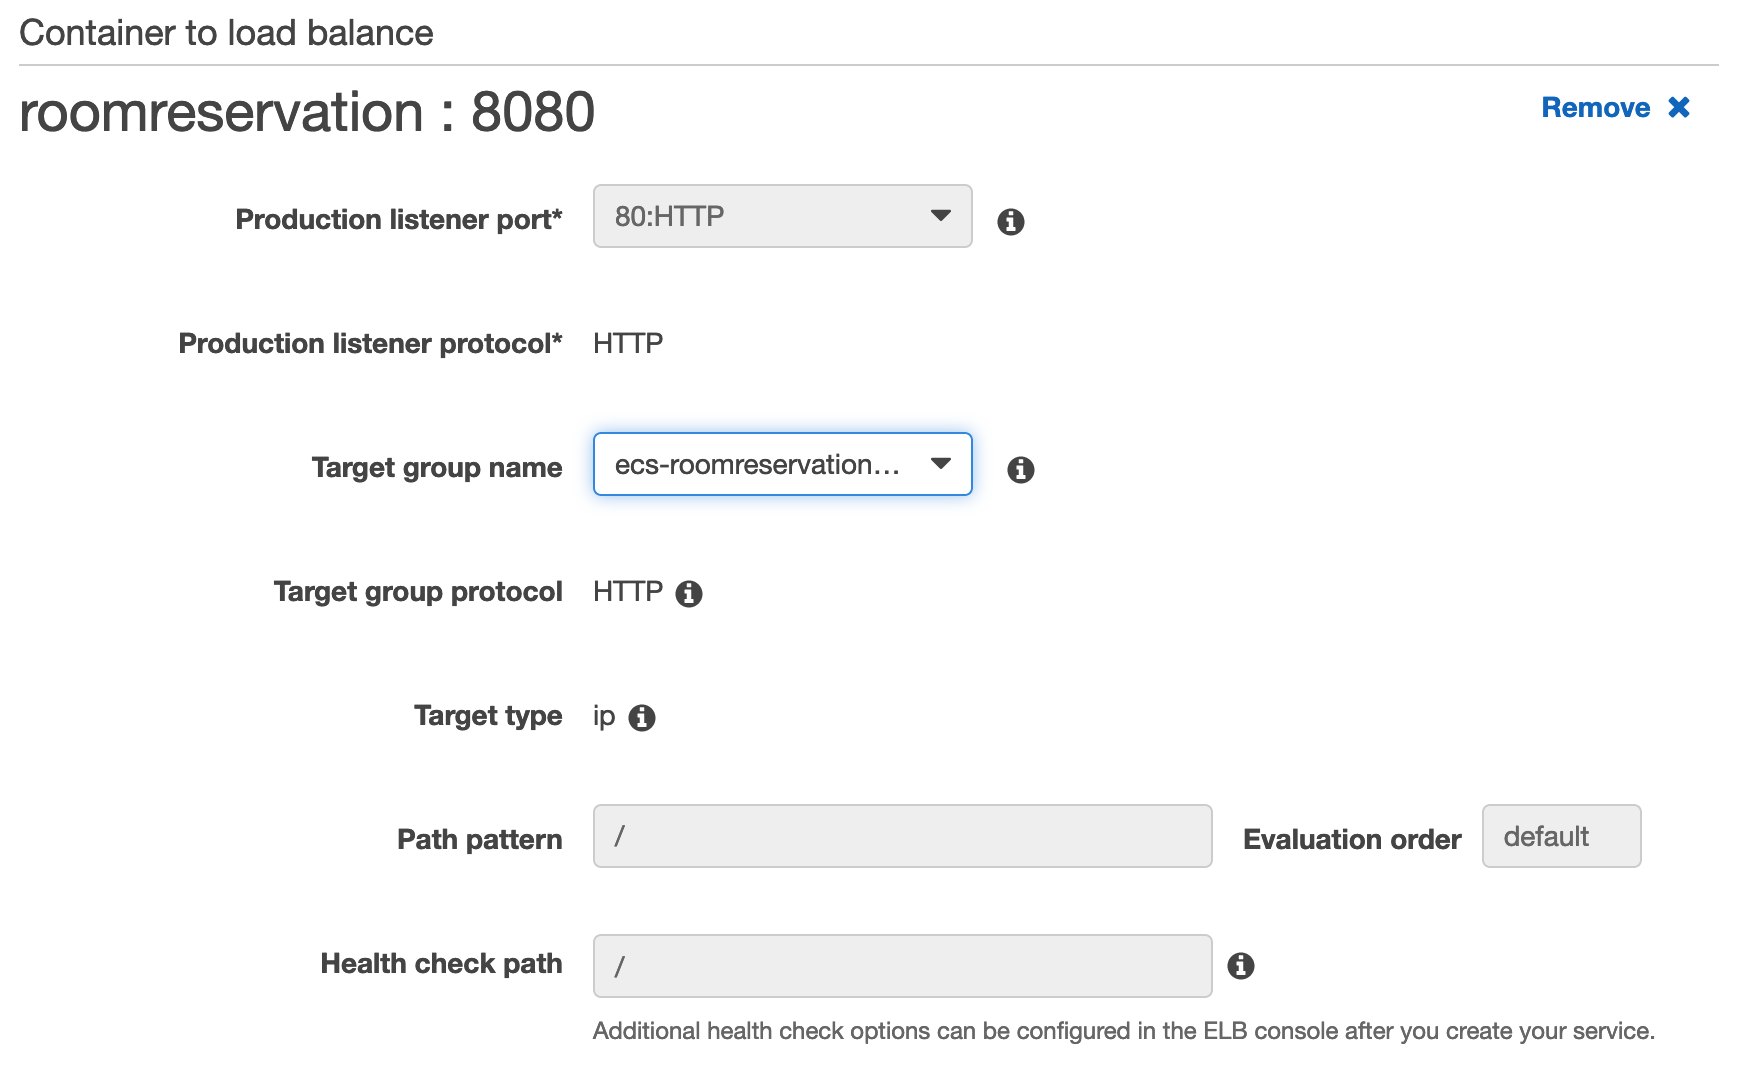 Container to load balance
roomreservation : 8080
Remove
Production listener port* 80:HTTP
Production listener protocol* HTTP
Target group name ecs-roomreservation...
Target group protocol HTTP
Target type ip
Path pattern / Evaluation order default
Health check path /
Additional health check options can be configured in the ELB console after you create your service.